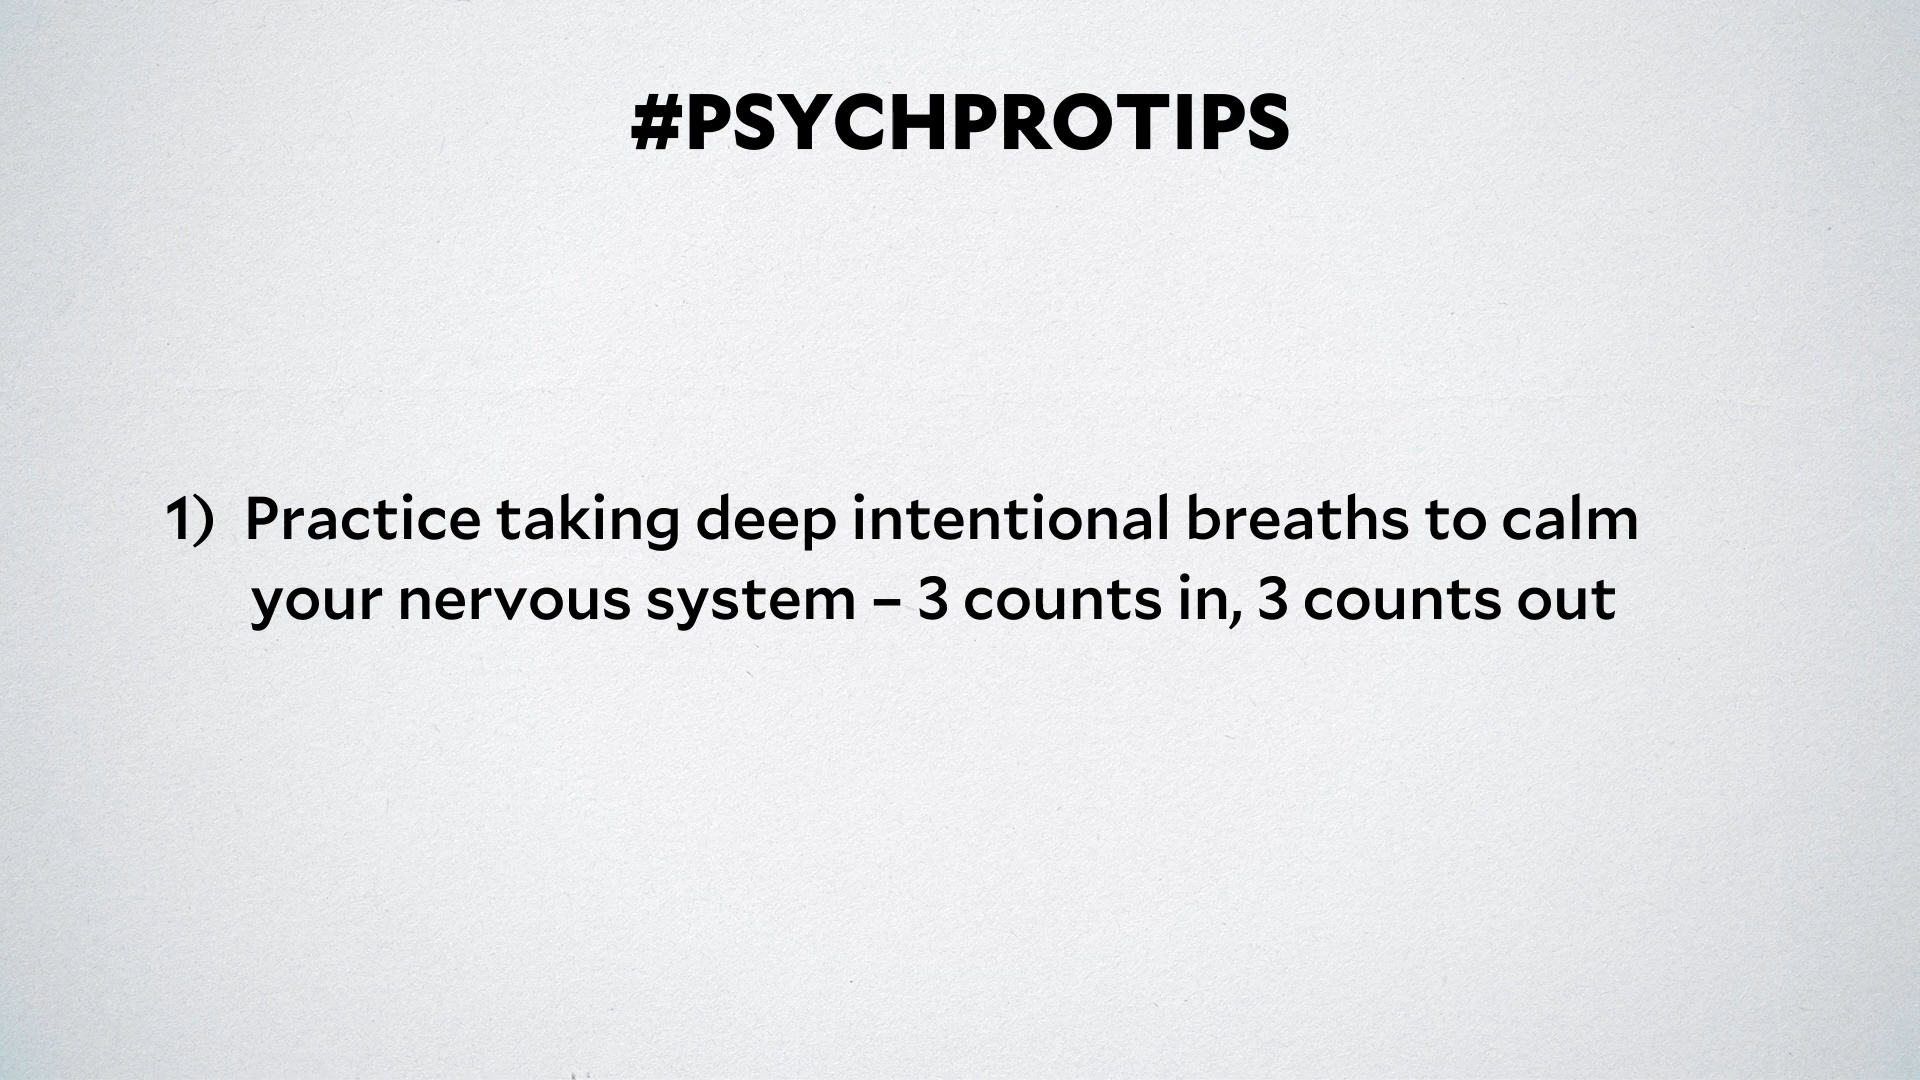 #PSYCHPROTIPS
1) Practice taking deep intentional breaths to calm
your nervous system – 3 counts in, 3 counts out